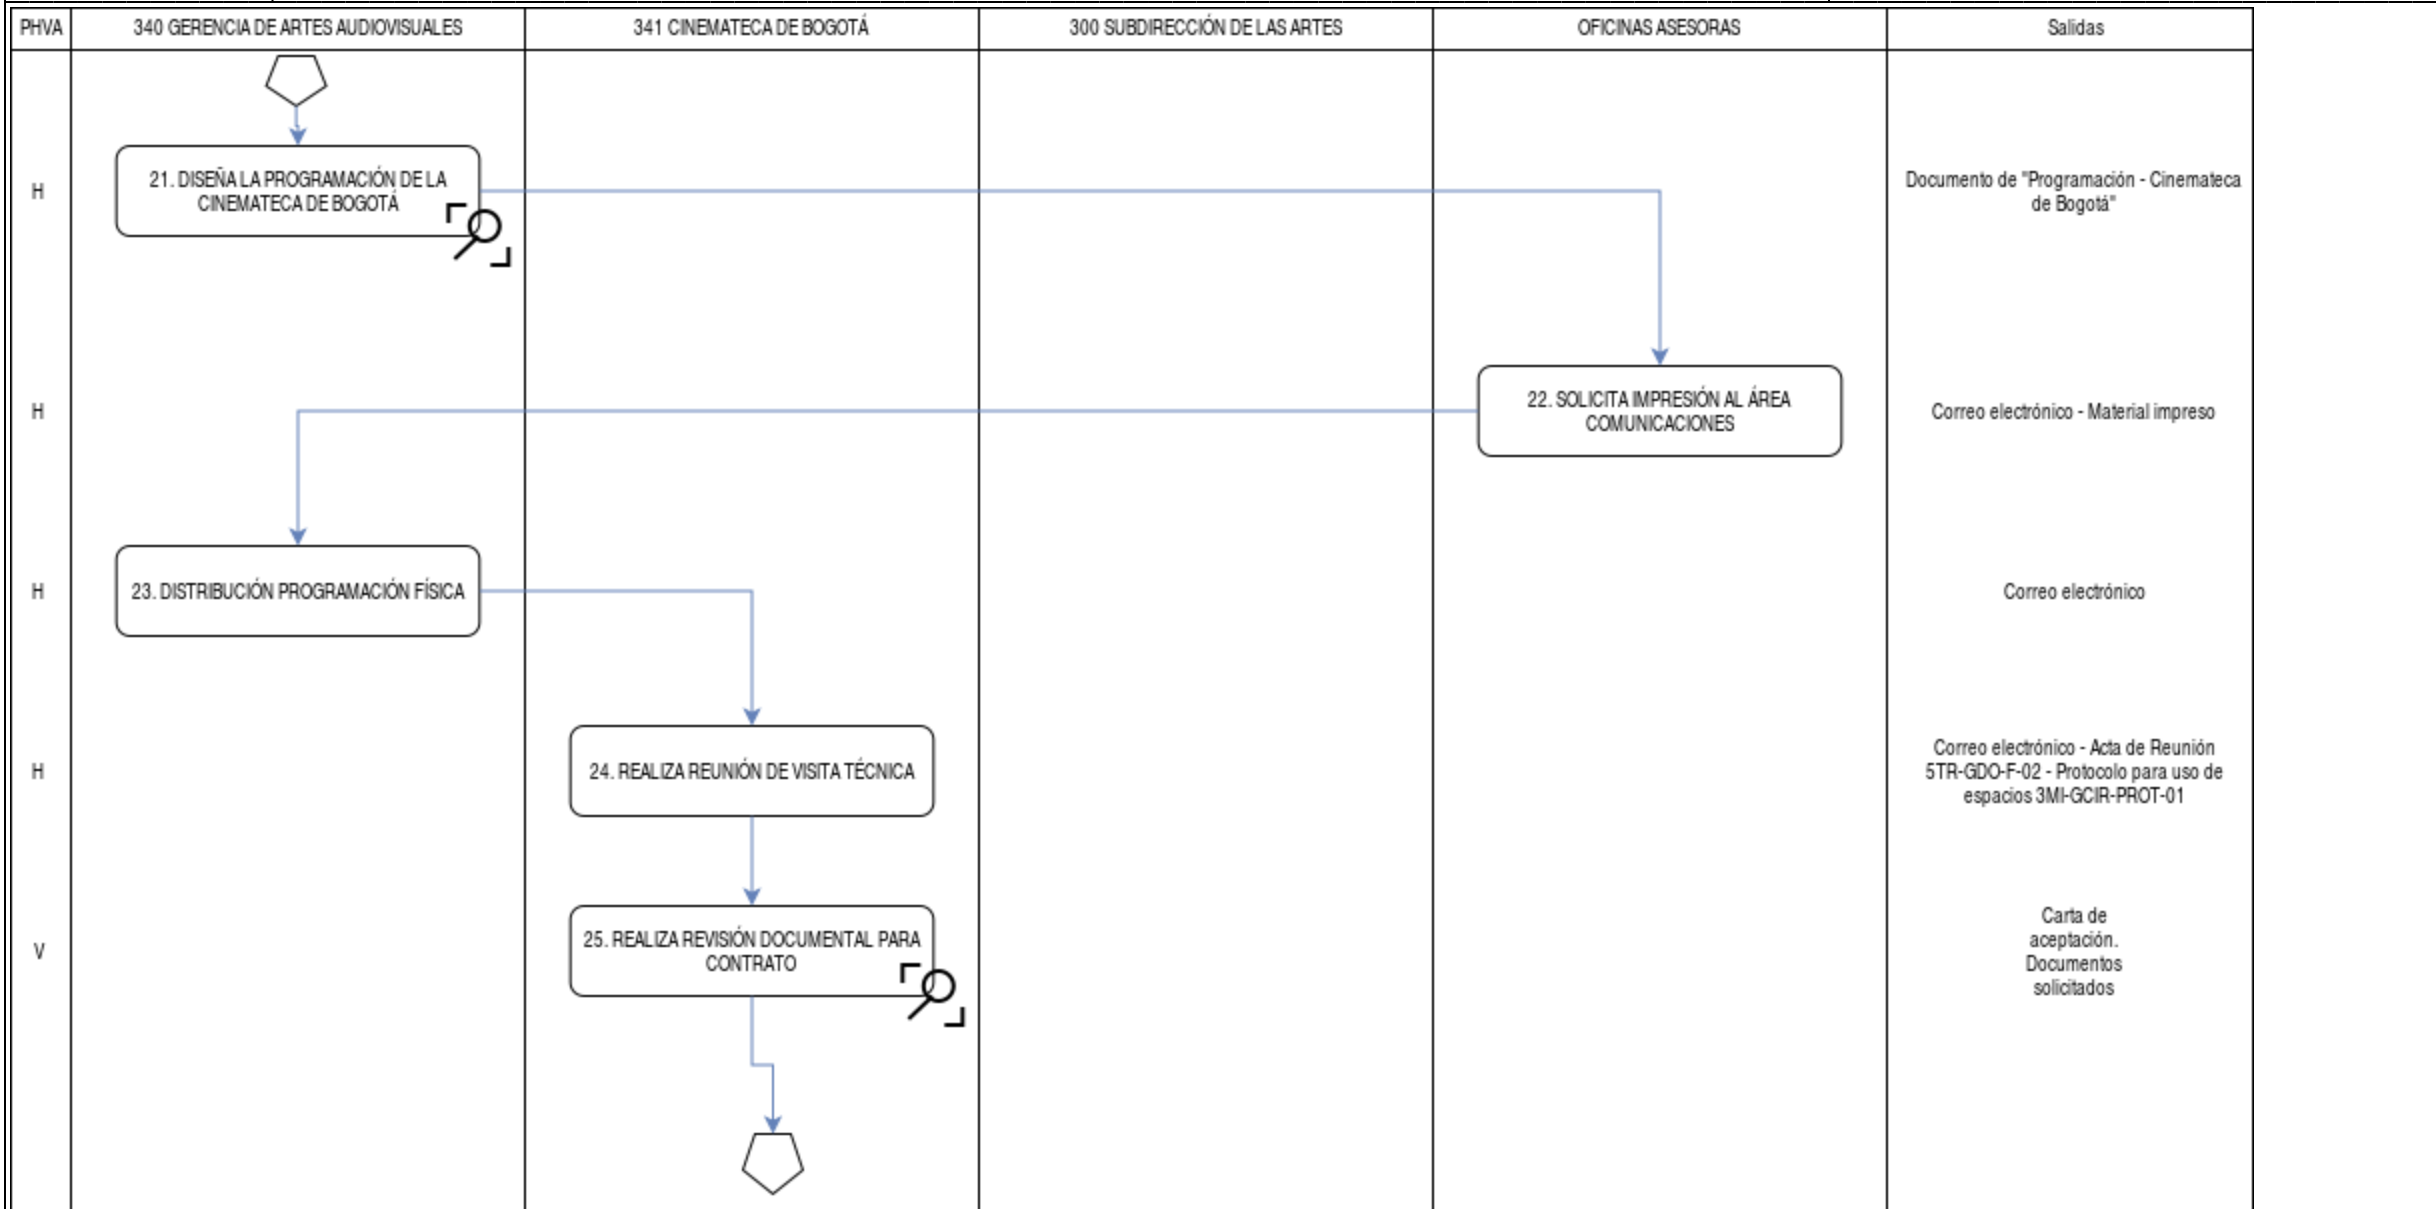 PHVA
340 GERENCIA DE ARTES AUDIOVISUALES
341 CINEMATECA DE BOGOTÁ
300 SUBDIRECCIÓN DE LAS ARTES
OFICINAS ASESORAS
Salidas
H
21. DISEÑA LA PROGRAMACIÓN DE LA
CINEMATECA DE BOGOTÁ
Documento de "Programación - Cinemateca
de Bogotá"
H
22. SOLICITA IMPRESIÓN AL ÁREA
COMUNICACIONES
Correo electrónico - Material impreso
H
23. DISTRIBUCIÓN PROGRAMACIÓN FÍSICA
Correo electrónico
H
24. REALIZA REUNIÓN DE VISITA TÉCNICA
Correo electrónico - Acta de Reunión
5TR-GDO-F-02 - Protocolo para uso de
espacios 3MI-GCIR-PROT-01
V
25. REALIZA REVISIÓN DOCUMENTAL PARA
CONTRATO
Carta de
aceptación.
Documentos
solicitados